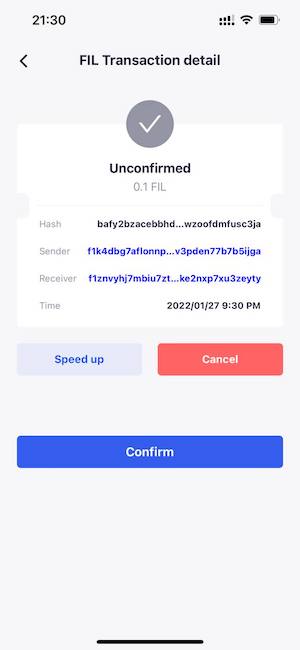 21:30
FIL Transaction detail
Unconfirmed
0.1 FIL
Hash bafy2bzacebbhd...wzoofdmfusc3ja
Sender f1k4dbg7aflonnp...v3pden77b7b5ijga
Receiver f1znvyhj7mbiu7zt...ke2nxp7xu3zeyty
Time 2022/01/27 9:30 PM
Speed up Cancel
Confirm